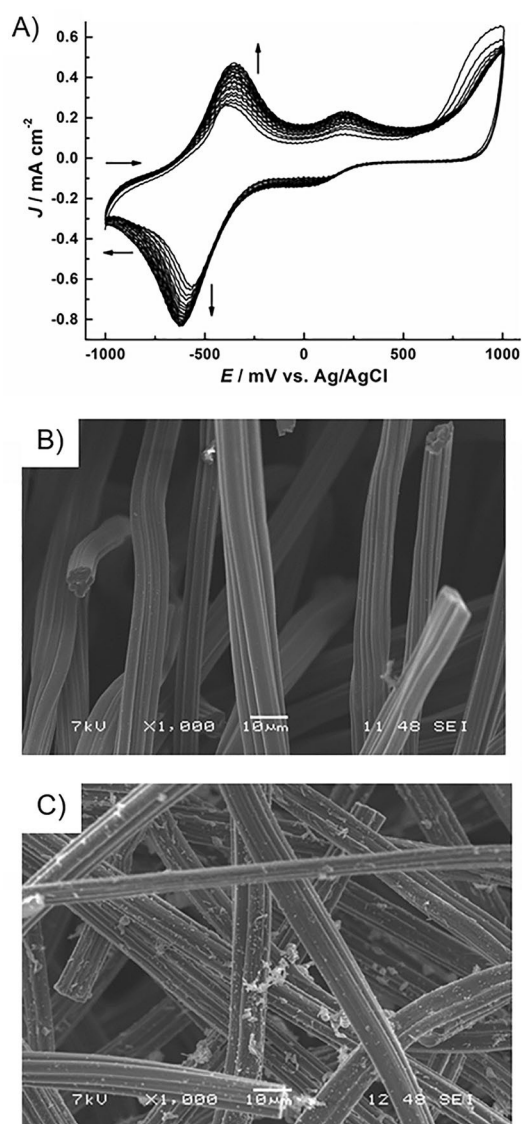 A)
0.6
0.4
0.2
0.0
-0.2
-0.4
-0.6
-0.8
J / mA cm⁻²
-1000 -500 0 500 1000
E / mV vs. Ag/AgCl
B)
7kV X1,000 10μm 11 48 SEI
C)
7kV X1,000 10μm 12 48 SEI